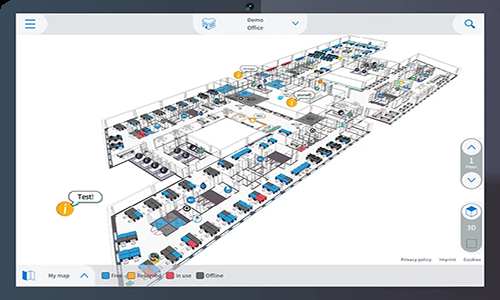 Demo
Office
Test!
1
Floor
3D
Privacy policy Imprint Cookies
My map
Free Reserved In use Offline